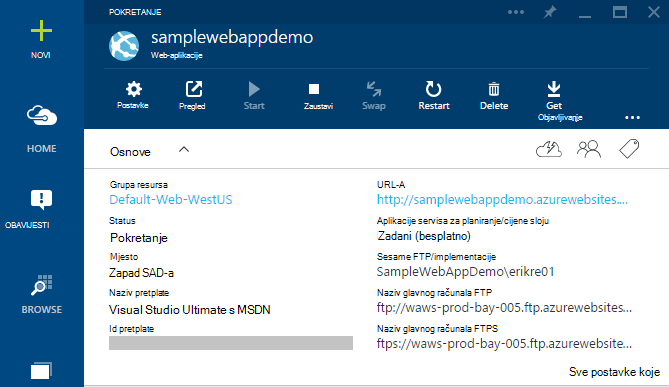 NOVI
HOME
OBAVIJESTI
BROWSE
POKRETANJE
samplewebappdemo
Web-aplikacije
Postavke
Pregled
Start
Zaustavi
Swap
Restart
Delete
Get
Objavljivanje
Osnove
Grupa resursa
Default-Web-WestUS
Status
Pokretanje
Mjesto
Zapad SAD-a
Naziv pretplate
Visual Studio Ultimate s MSDN
Id pretplate
URL-A
http://samplewebappdemo.azurewebsites....
Aplikacije servisa za planiranje/cijene sloju
Zadani (besplatno)
Sesame FTP/implementacije
SampleWebAppDemo\erikre01
Naziv glavnog računala FTP
ftp://waws-prod-bay-005.ftp.azurewebsites...
Naziv glavnog računala FTPS
ftps://waws-prod-bay-005.ftp.azurewebsites...
Sve postavke koje